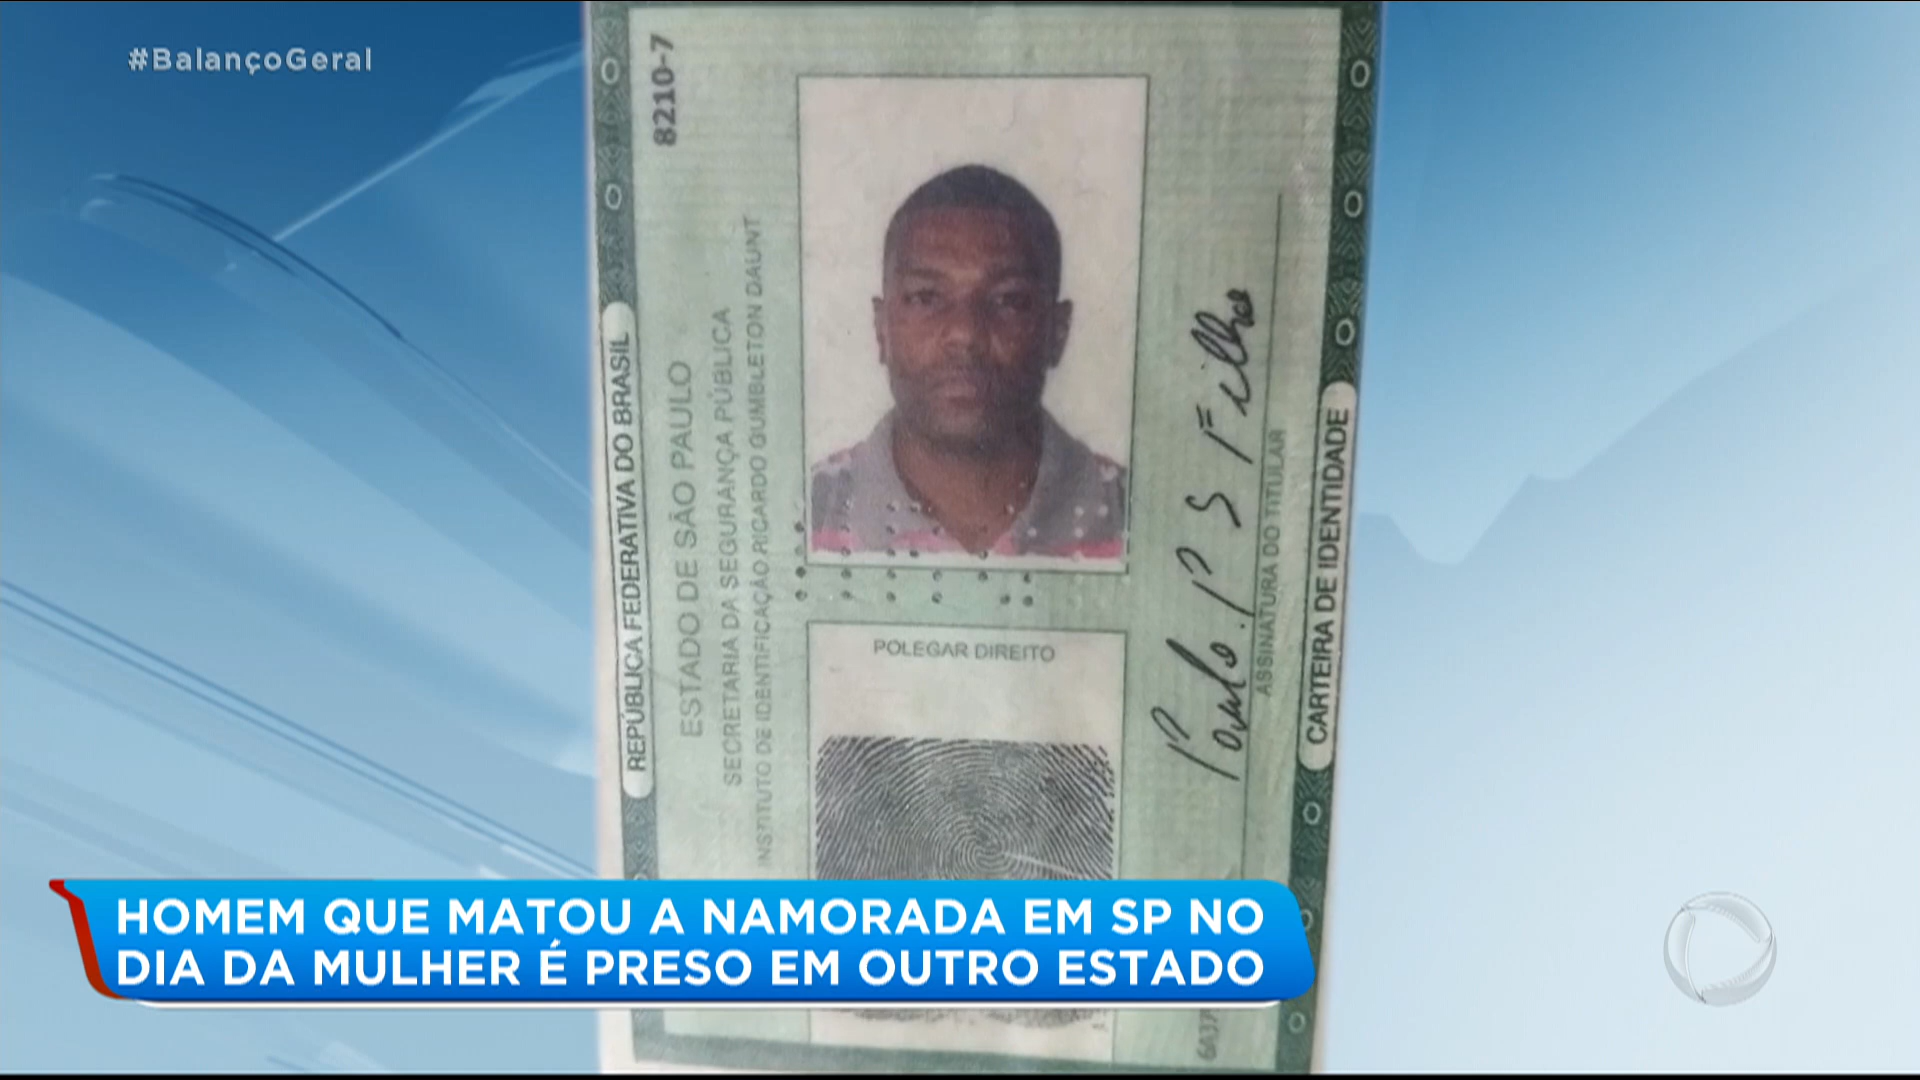 #BalançoGeral
8210-7
REPÚBLICA FEDERATIVA DO BRASIL
ESTADO DE SÃO PAULO
SECRETARIA DA SEGURANÇA PÚBLICA
INSTITUTO DE IDENTIFICAÇÃO RICARDO GUMBLETON DAUNT
POLEGAR DIREITO
Paulo. P S Filho
ASSINATURA DO TITULAR
CARTEIRA DE IDENTIDADE
HOMEM QUE MATOU A NAMORADA EM SP NO
DIA DA MULHER É PRESO EM OUTRO ESTADO